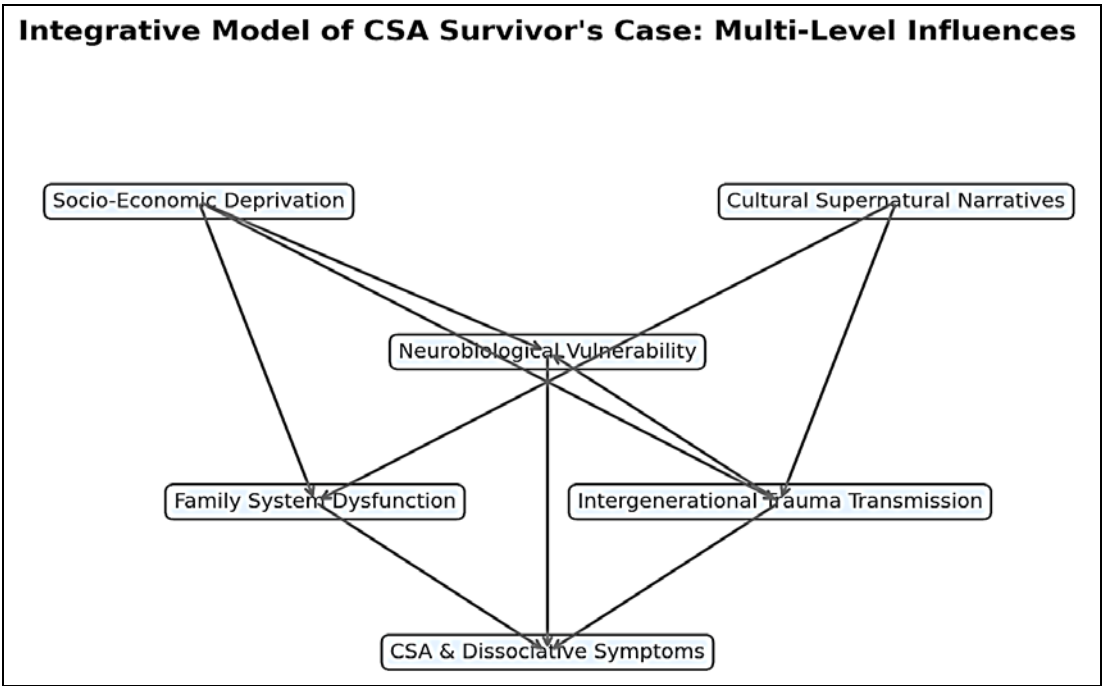 Integrative Model of CSA Survivor's Case: Multi-Level Influences
Socio-Economic Deprivation
Cultural Supernatural Narratives
Neurobiological Vulnerability
Family System Dysfunction
Intergenerational Trauma Transmission
CSA & Dissociative Symptoms